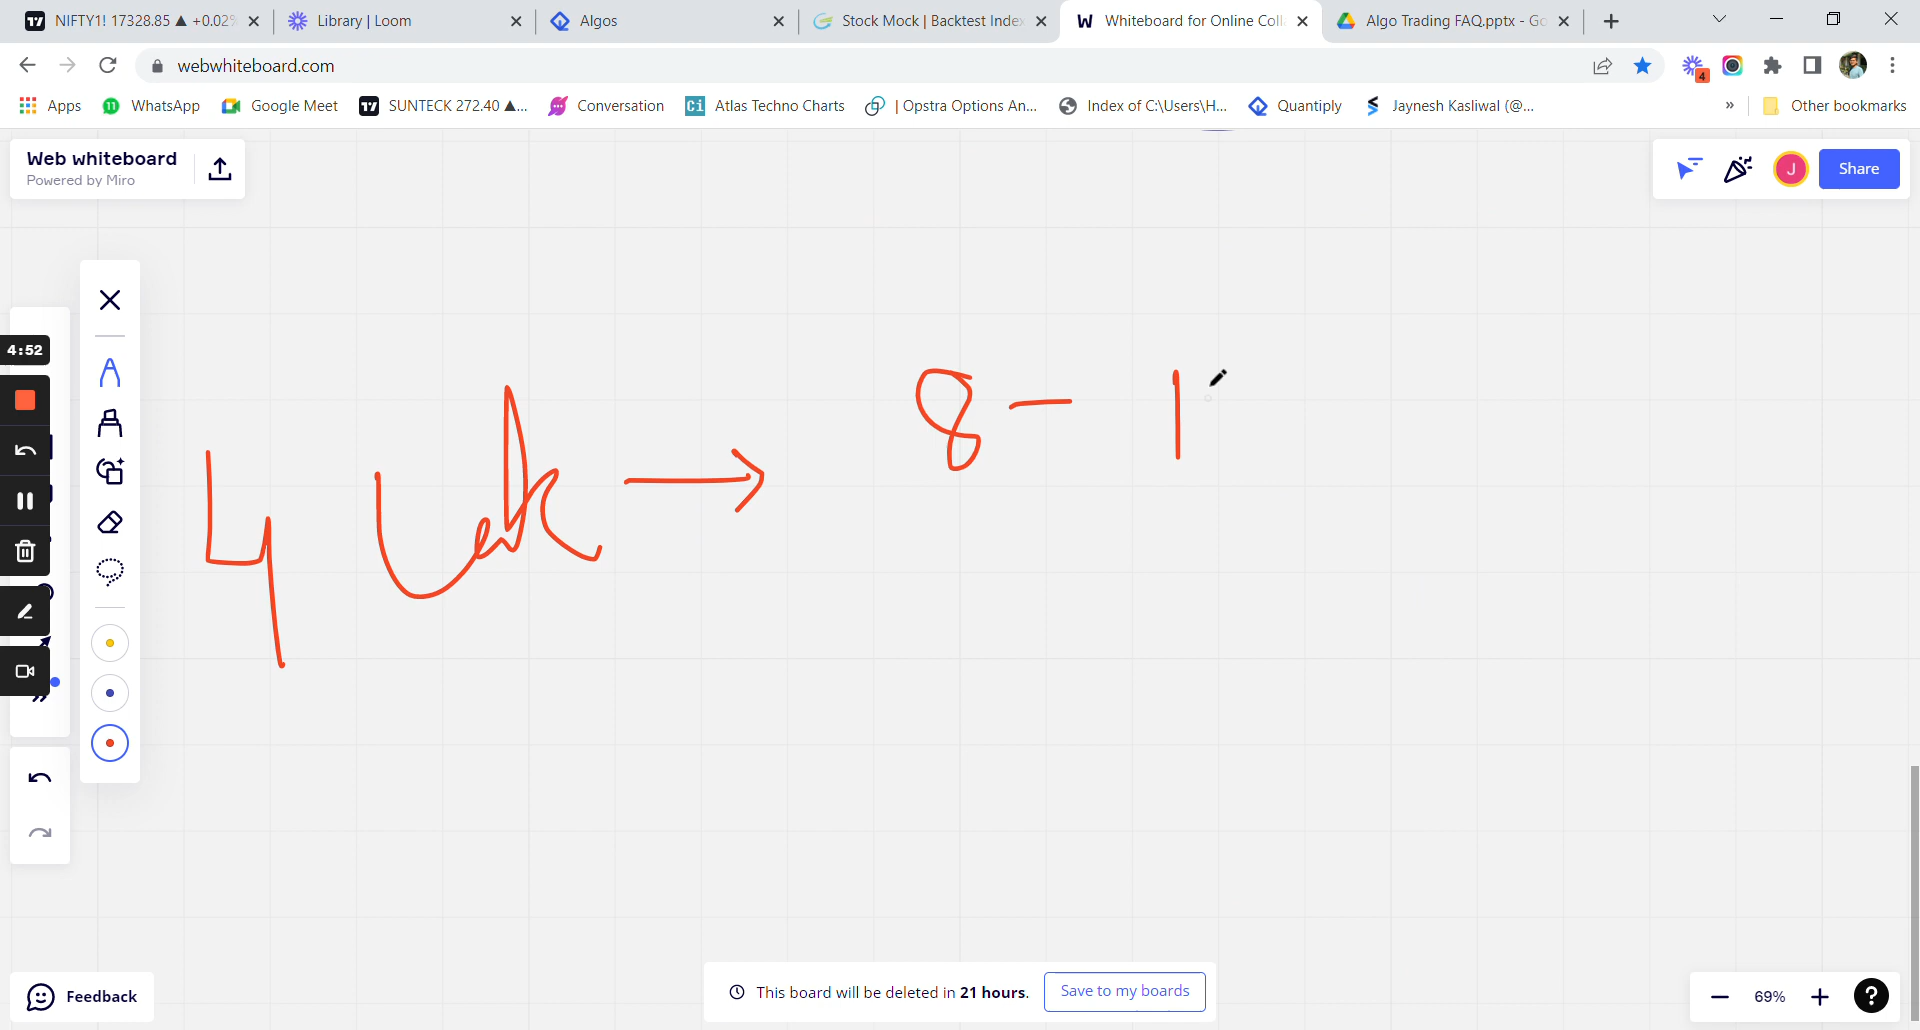 NIFTY1! 17328.85 ▲ +0.02%
Library | Loom
Algos
Stock Mock | Backtest Index
Whiteboard for Online Coll
Algo Trading FAQ.pptx - Go
webwhiteboard.com
4
Apps
WhatsApp
Google Meet
SUNTECK 272.40 ▲...
Conversation
Atlas Techno Charts
| Opstra Options An...
Index of C:\Users\H...
Quantiply
Jaynesh Kasliwal (@...
» Other bookmarks
Web whiteboard
Powered by Miro
J
Share
4:52
8 - 1
4
Feedback
This board will be deleted in 21 hours.
Save to my boards
69%